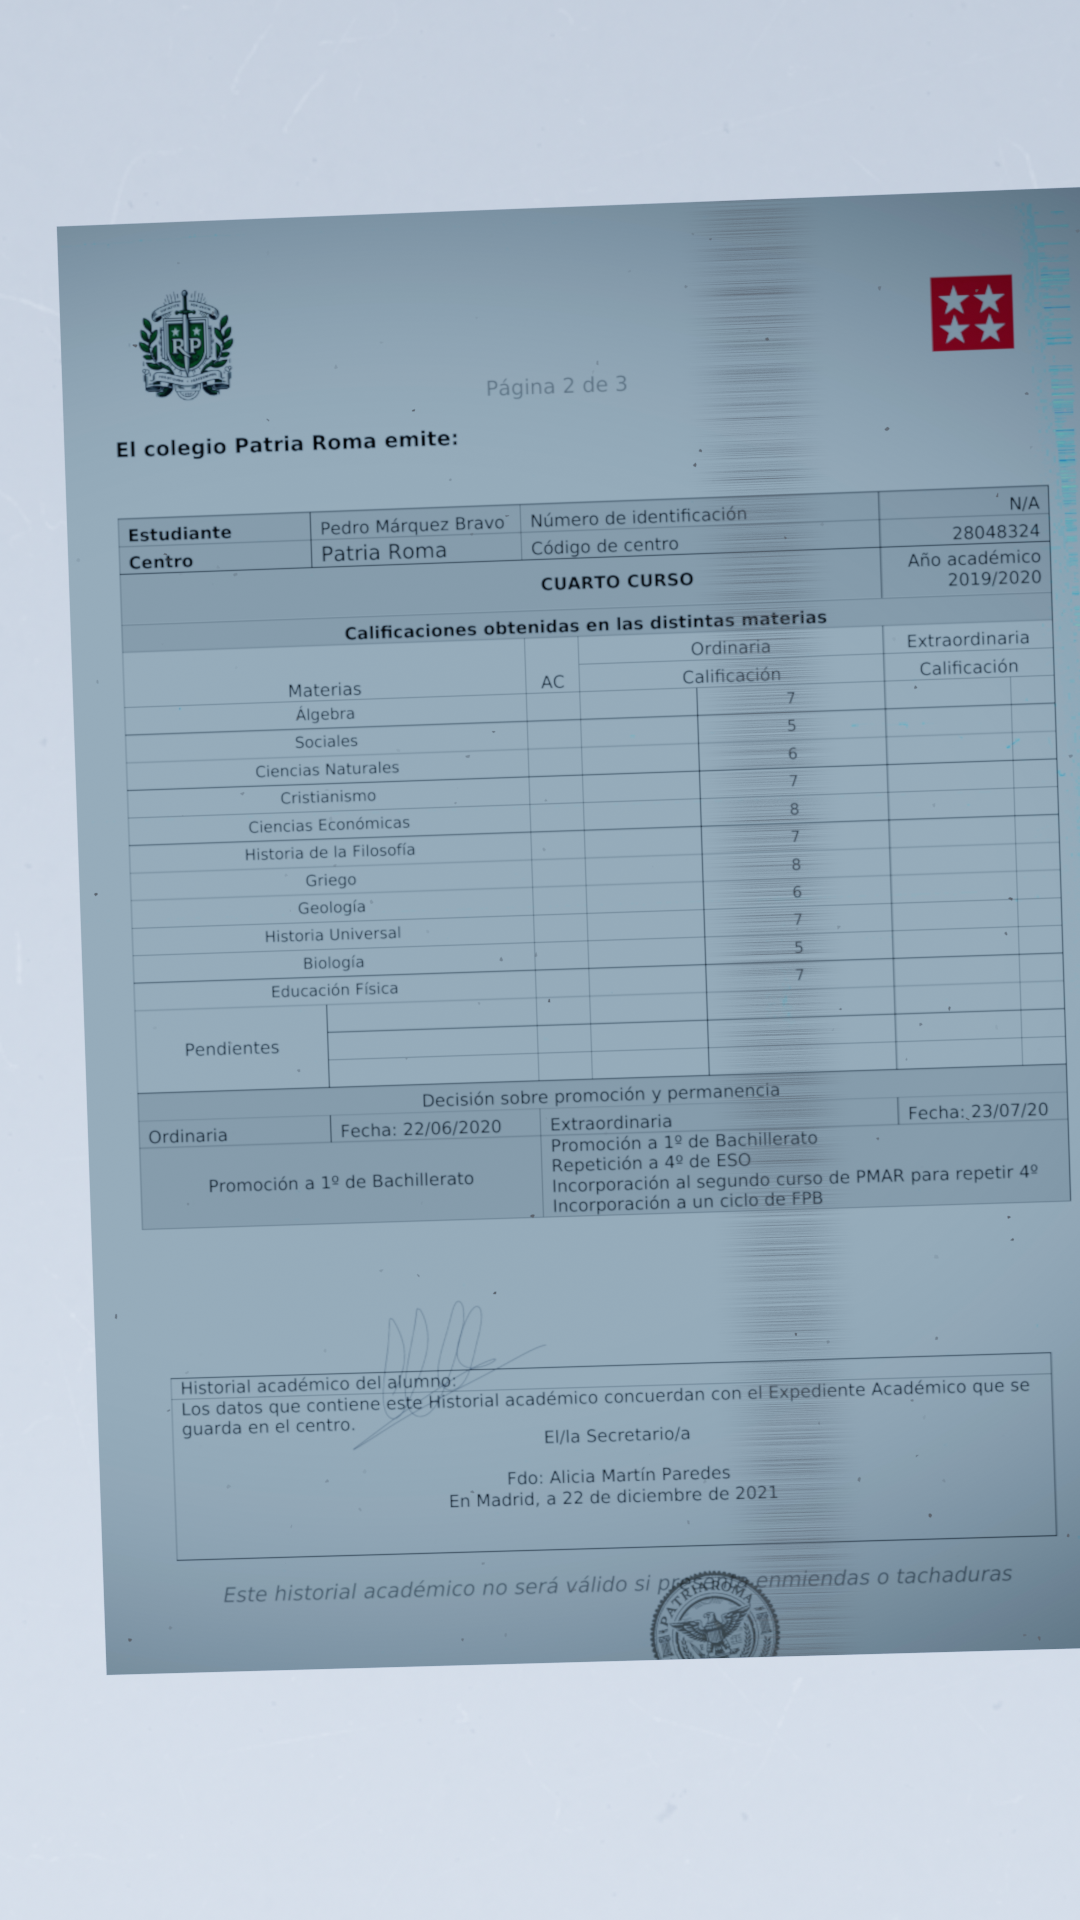 Página 2 de 3
El colegio Patria Roma emite:
Estudiante Pedro Márquez Bravo Número de identificación N/A
Centro Patria Roma Código de centro 28048324
CUARTO CURSO Año académico
2019/2020
Calificaciones obtenidas en las distintas materias
Ordinaria Extraordinaria
Materias AC Calificación Calificación
Álgebra 7
Sociales 5
Ciencias Naturales 6
Cristianismo 7
Ciencias Económicas 8
Historia de la Filosofía 7
Griego 8
Geología 6
Historia Universal 7
Biología 5
Educación Física 7
Pendientes
Decisión sobre promoción y permanencia
Ordinaria Fecha: 22/06/2020 Extraordinaria Fecha: 23/07/20
Promoción a 1º de Bachillerato
Promoción a 1º de Bachillerato
Repetición a 4º de ESO
Incorporación al segundo curso de PMAR para repetir 4º
Incorporación a un ciclo de FPB
Historial académico del alumno:
Los datos que contiene este Historial académico concuerdan con el Expediente Académico que se
guarda en el centro.
El/la Secretario/a
Fdo: Alicia Martín Paredes
En Madrid, a 22 de diciembre de 2021
Este historial académico no será válido si presenta enmiendas o tachaduras
PATRIA ROMA
RP